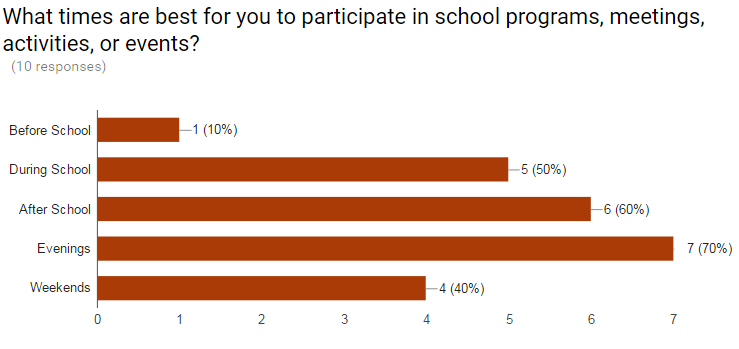 What times are best for you to participate in school programs, meetings,
activities, or events?
(10 responses)
Before School 1 (10%)
During School 5 (50%)
After School 6 (60%)
Evenings 7 (70%)
Weekends 4 (40%)
0 1 2 3 4 5 6 7